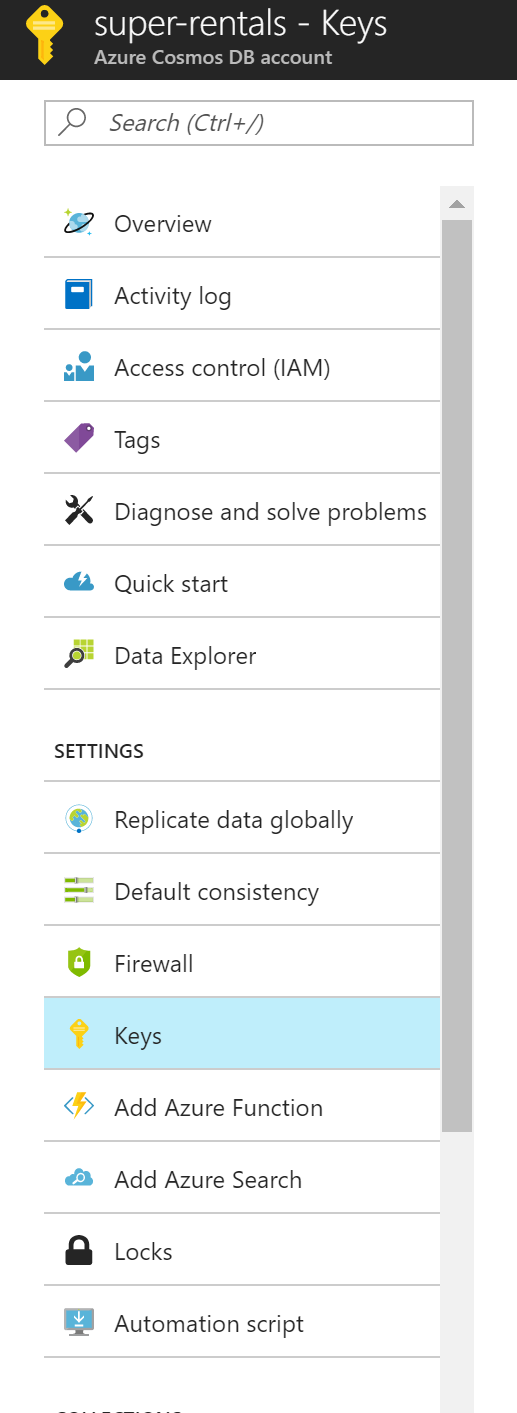 super-rentals - Keys
Azure Cosmos DB account
Search (Ctrl+/)
Overview
Activity log
Access control (IAM)
Tags
Diagnose and solve problems
Quick start
Data Explorer
SETTINGS
Replicate data globally
Default consistency
Firewall
Keys
Add Azure Function
Add Azure Search
Locks
Automation script